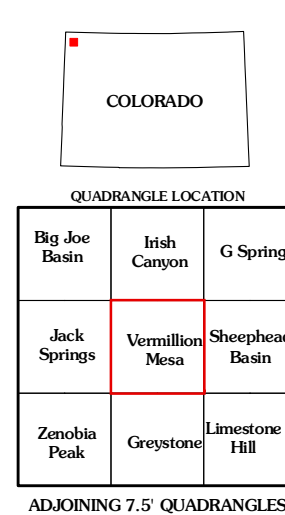 COLORADO
QUADRANGLE LOCATION
Big Joe
Basin
Irish
Canyon
G Spring
Jack
Springs
Vermillion
Mesa
Sheephead
Basin
Zenobia
Peak
Greystone
Limestone
Hill
ADJOINING 7.5' QUADRANGLES